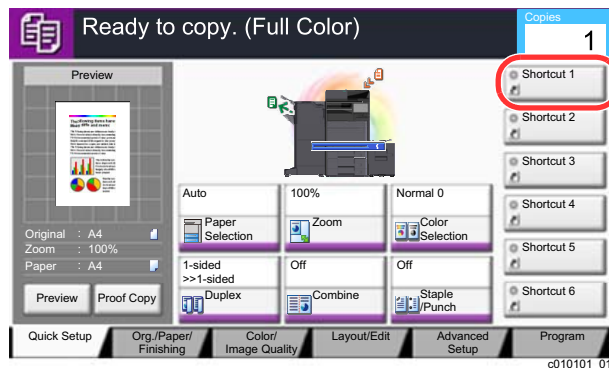 Ready to copy. (Full Color)
Copies
1
Preview
Original : A4
Zoom : 100%
Paper : A4
Preview
Proof Copy
Auto
Paper
Selection
100%
Zoom
Normal 0
Color
Selection
1-sided
>>1-sided
Duplex
Off
Combine
Off
Staple
/Punch
Shortcut 1
Shortcut 2
Shortcut 3
Shortcut 4
Shortcut 5
Shortcut 6
Quick Setup
Org./Paper/
Finishing
Color/
Image Quality
Layout/Edit
Advanced
Setup
Program
c010101_01